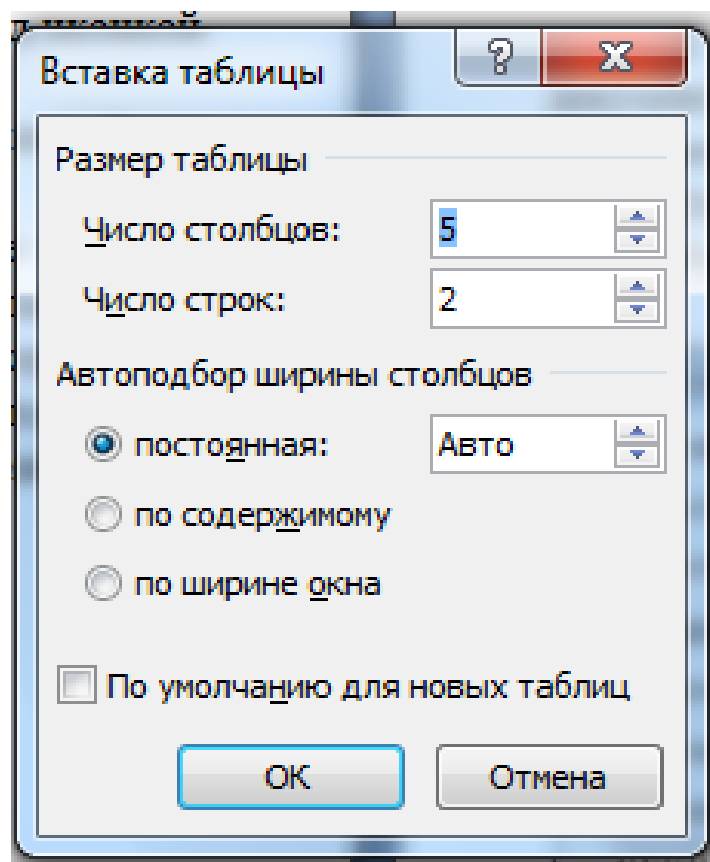 Вставка таблицы
Размер таблицы
Число столбцов: 5
Число строк: 2
Автоподбор ширины столбцов
постоянная: Авто
по содержимому
по ширине окна
По умолчанию для новых таблиц
ОК Отмена